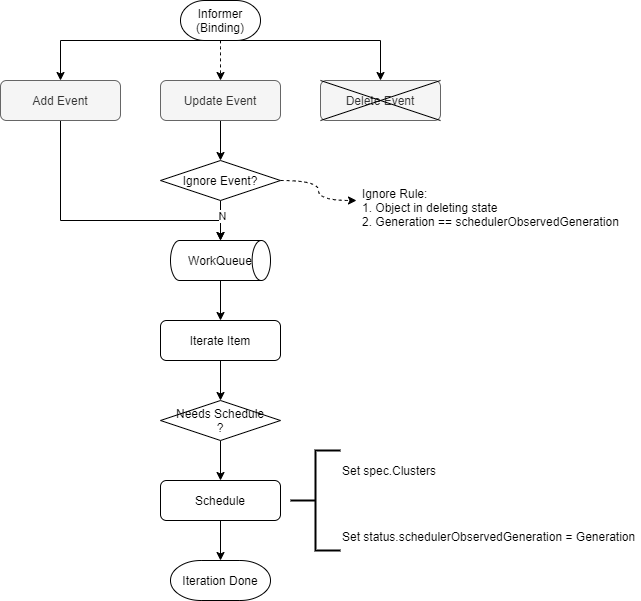 Informer
(Binding)
Add Event
Update Event
Delete Event
Ignore Event?
Ignore Rule:
1. Object in deleting state
2. Generation == schedulerObservedGeneration
N
WorkQueue
Iterate Item
Needs Schedule
?
Set spec.Clusters
Schedule
Set status.schedulerObservedGeneration = Generation
Iteration Done